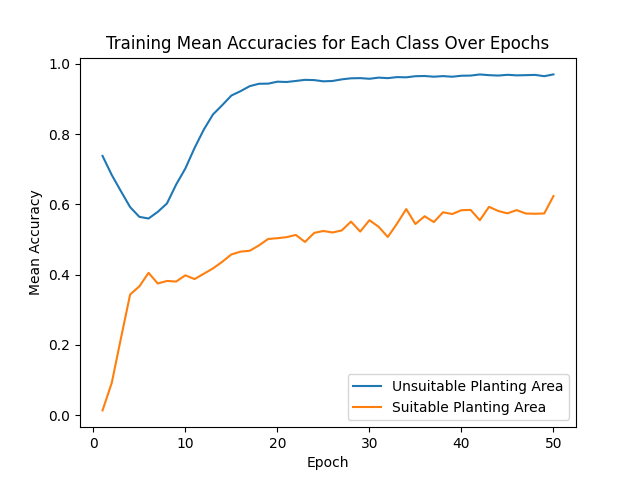 Training Mean Accuracies for Each Class Over Epochs
Mean Accuracy
1.0
0.8
0.6
0.4
0.2
0.0
0 10 20 30 40 50
Epoch
Unsuitable Planting Area
Suitable Planting Area